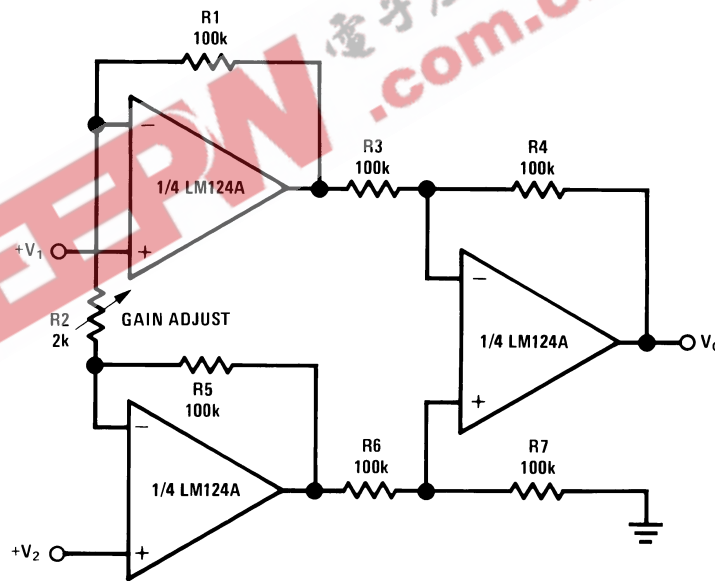 R1
100k
EEPW
.com.c
R3
100k
R4
100k
−
1/4 LM124A
+V1
+
R2
2k
GAIN ADJUST
−
1/4 LM124A
+
R5
100k
−
1/4 LM124A
R6
100k
R7
100k
+V2
+